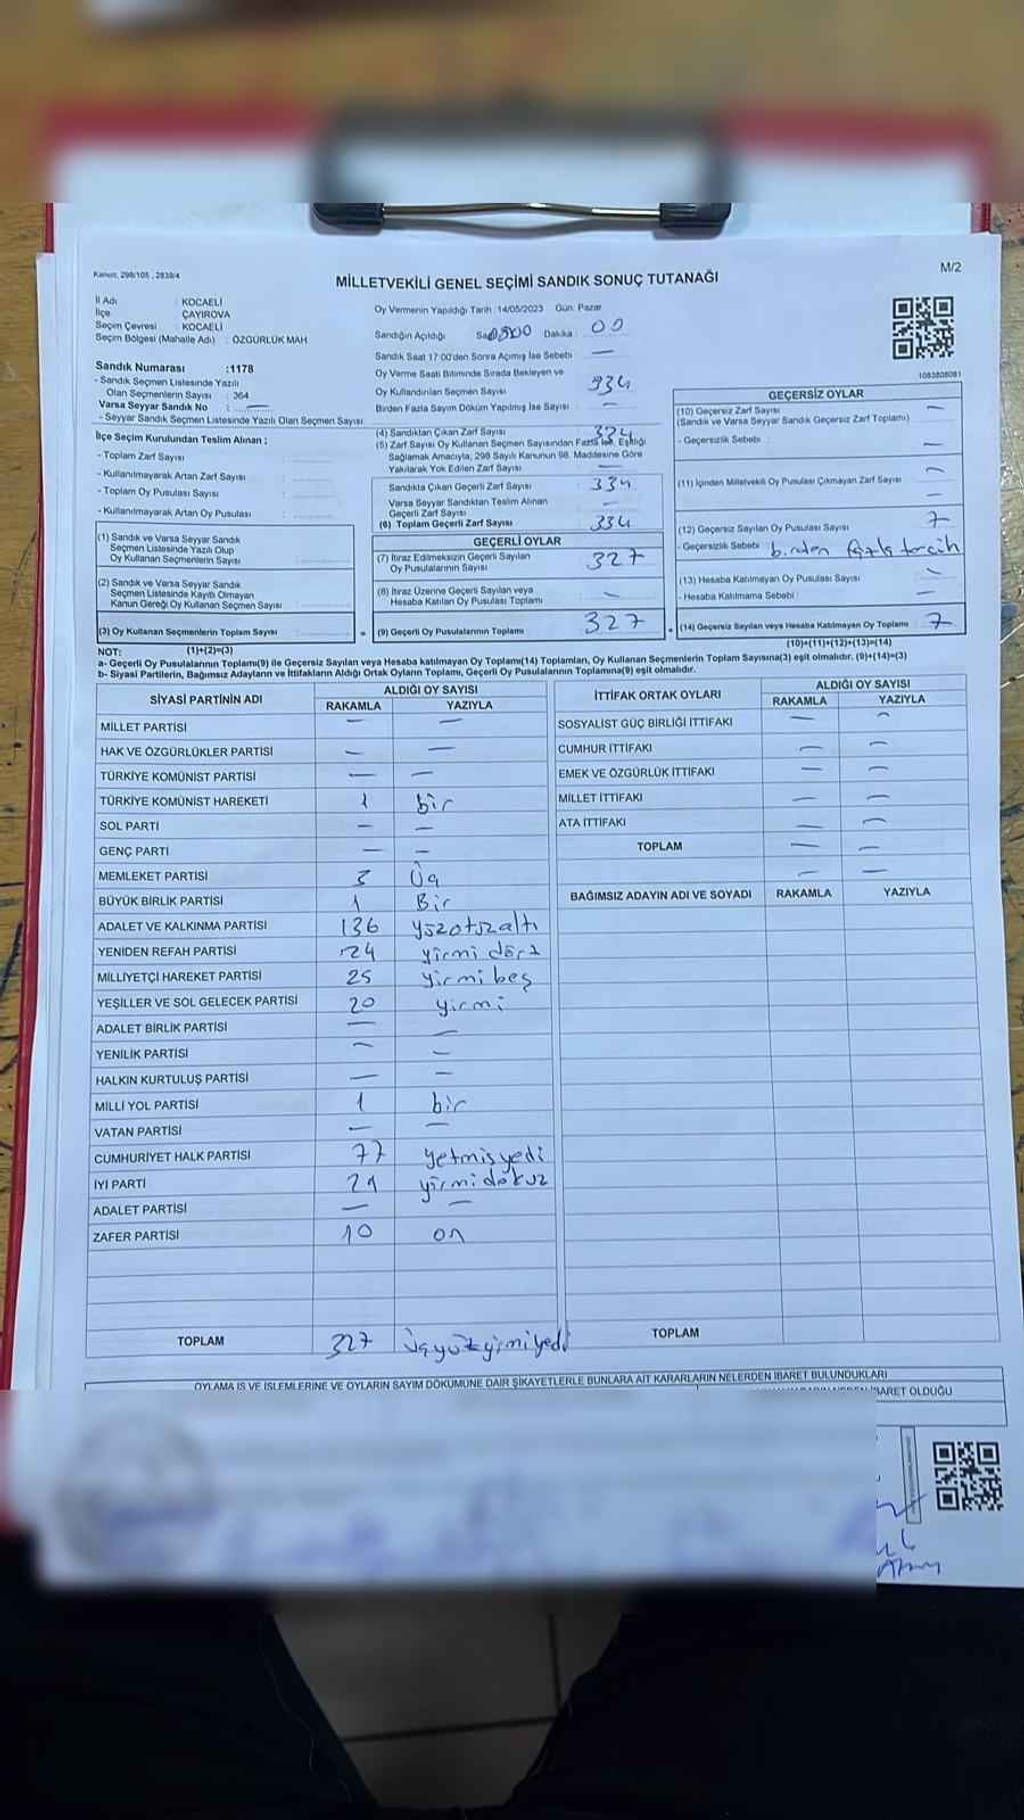 Kanun, 298/105 , 2839/4
M/2
MİLLETVEKİLİ GENEL SEÇİMİ SANDIK SONUÇ TUTANAĞI
İl Adı : KOCAELİ
İlçe : ÇAYIROVA
Seçim Çevresi : KOCAELİ
Seçim Bölgesi (Mahalle Adı) : ÖZGÜRLÜK MAH.
Sandık Numarası :1178
- Sandık Seçmen Listesinde Yazılı
Olan Seçmenlerin Sayısı : 364
Varsa Seyyar Sandık No : —
- Seyyar Sandık Seçmen Listesinde Yazılı Olan Seçmen Sayısı
İlçe Seçim Kurulundan Teslim Alınan ;
- Toplam Zarf Sayısı :
- Kullanılmayarak Artan Zarf Sayısı :
- Toplam Oy Pusulası Sayısı :
- Kullanılmayarak Artan Oy Pusulası :
(1) Sandık ve Varsa Seyyar Sandık
Seçmen Listesinde Yazılı Olup
Oy Kullanan Seçmenlerin Sayısı
(2) Sandık ve Varsa Seyyar Sandık
Seçmen Listesinde Kayıtlı Olmayan
Kanun Gereği Oy Kullanan Seçmen Sayısı
(3) Oy Kullanan Seçmenlerin Toplam Sayısı
Oy Vermenin Yapıldığı Tarih : 14/05/2023 Gün: Pazar
Sandığın Açıldığı Dakika : 00
Sandık Saat 17:00'den Sonra Açılmış İse Sebebi —
Oy Verme Saati Bitiminde Sırada Bekleyen ve
Oy Kullandırılan Seçmen Sayısı 334
Birden Fazla Sayım Döküm Yapılmış İse Sayısı —
(4) Sandıktan Çıkan Zarf Sayısı
(5) Zarf Sayısı Oy Kullanan Seçmen Sayısından Fazla İse, Eşitliği
Sağlamak Amacıyla, 298 Sayılı Kanunun 98. Maddesine Göre
Yakılarak Yok Edilen Zarf Sayısı —
Sandıkta Çıkan Geçerli Zarf Sayısı : 334
Varsa Seyyar Sandıktan Teslim Alınan
Geçerli Zarf Sayısı —
(6) Toplam Geçerli Zarf Sayısı : 334
GEÇERLİ OYLAR
(7) İtiraz Edilmeksizin Geçerli Sayılan
Oy Pusulalarının Sayısı : 327
(8) İtiraz Üzerine Geçerli Sayılan veya
Hesaba Katılan Oy Pusulası Toplamı : —
(9) Geçerli Oy Pusulalarının Toplamı : 327
1083808081
GEÇERSİZ OYLAR
(10) Geçersiz Zarf Sayısı —
(Sandık ve Varsa Seyyar Sandık Geçersiz Zarf Toplamı)
- Geçersizlik Sebebi : —
(11) İçinden Milletvekili Oy Pusulası Çıkmayan Zarf Sayısı —
—
(12) Geçersiz Sayılan Oy Pusulası Sayısı 7
- Geçersizlik Sebebi : birden fazla tercih
(13) Hesaba Katılmayan Oy Pusulası Sayısı —
- Hesaba Katılmama Sebebi : —
(14) Geçersiz Sayılan veya Hesaba Katılmayan Oy Toplamı 7
NOT: (1)+(2)=(3) (10)+(11)+(12)+(13)=(14)
a- Geçerli Oy Pusulalarının Toplamı(9) ile Geçersiz Sayılan veya Hesaba katılmayan Oy Toplamı(14) Toplamları, Oy Kullanan Seçmenlerin Toplam Sayısına(3) eşit olmalıdır. (9)+(14)=(3)
b- Siyasi Partilerin, Bağımsız Adayların ve İttifakların Aldığı Ortak Oyların Toplamı, Geçerli Oy Pusulalarının Toplamına(9) eşit olmalıdır.
SİYASİ PARTİNİN ADI ALDIĞI OY SAYISI
RAKAMLA YAZIYLA
MİLLET PARTİSİ — —
HAK VE ÖZGÜRLÜKLER PARTİSİ — —
TÜRKİYE KOMÜNİST PARTİSİ — —
TÜRKİYE KOMÜNİST HAREKETİ 1 bir
SOL PARTİ — —
GENÇ PARTİ — —
MEMLEKET PARTİSİ 3 Üç
BÜYÜK BİRLİK PARTİSİ 1 Bir
ADALET VE KALKINMA PARTİSİ 136 yüzotuzaltı
YENİDEN REFAH PARTİSİ 24 yirmi dört
MİLLİYETÇİ HAREKET PARTİSİ 25 yirmi beş
YEŞİLLER VE SOL GELECEK PARTİSİ 20 yirmi
ADALET BİRLİK PARTİSİ — —
YENİLİK PARTİSİ — —
HALKIN KURTULUŞ PARTİSİ — —
MİLLİ YOL PARTİSİ 1 bir
VATAN PARTİSİ — —
CUMHURİYET HALK PARTİSİ 77 yetmişyedi
İYİ PARTİ 29 yirmi dokuz
ADALET PARTİSİ — —
ZAFER PARTİSİ 10 on
TOPLAM 327 Üçyüzyirmiyedi
İTTİFAK ORTAK OYLARI ALDIĞI OY SAYISI
RAKAMLA YAZIYLA
SOSYALİST GÜÇ BİRLİĞİ İTTİFAKI — —
CUMHUR İTTİFAKI — —
EMEK VE ÖZGÜRLÜK İTTİFAKI — —
MİLLET İTTİFAKI — —
ATA İTTİFAKI — —
TOPLAM — —
— —
BAĞIMSIZ ADAYIN ADI VE SOYADI RAKAMLA YAZIYLA
TOPLAM
OYLAMA İŞ VE İŞLEMLERİNE VE OYLARIN SAYIM DÖKÜMÜNE DAİR ŞİKAYETLERLE BUNLARA AİT KARARLARIN NELERDEN İBARET BULUNDUKLARI
İBARET OLDUĞU